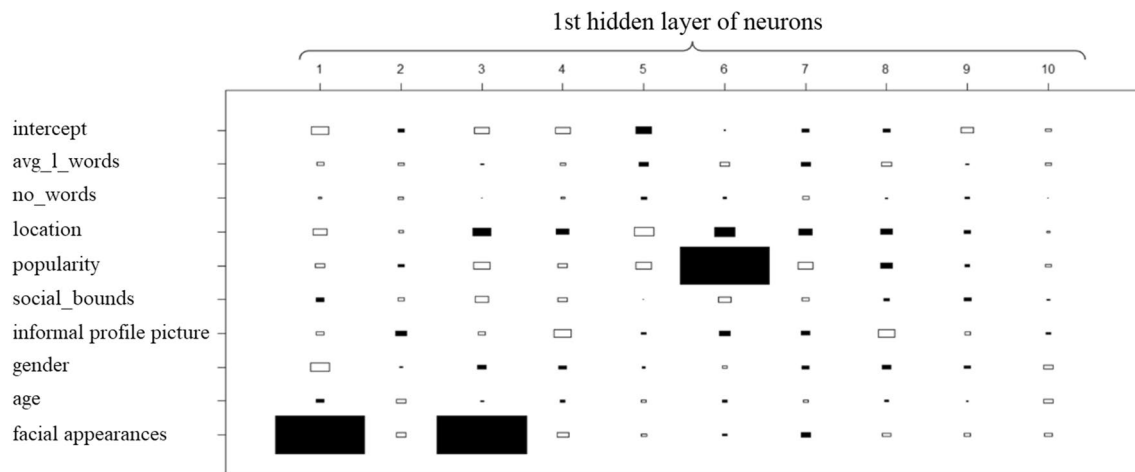 1st hidden layer of neurons
1 2 3 4 5 6 7 8 9 10
intercept
avg_l_words
no_words
location
popularity
social_bounds
informal profile picture
gender
age
facial appearances